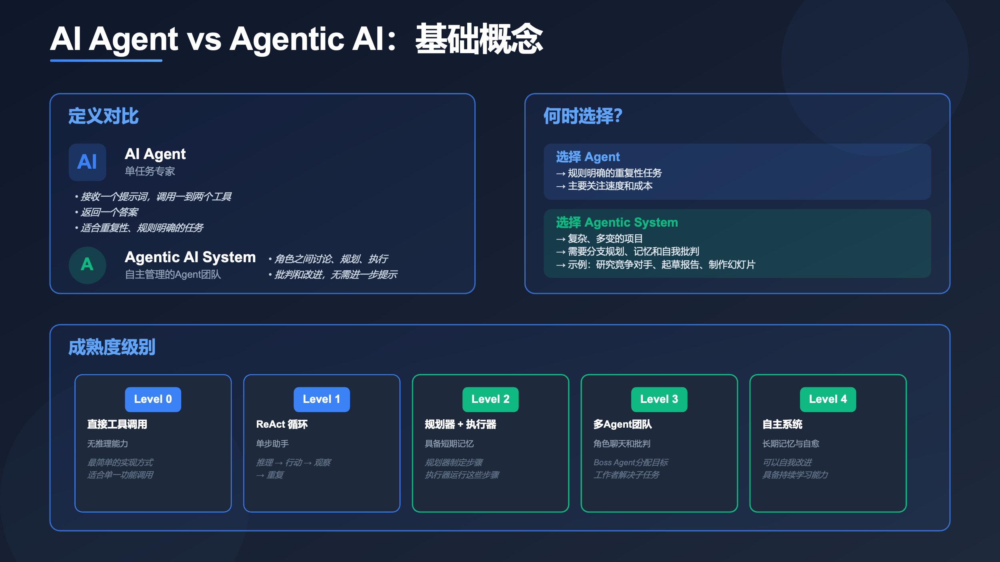 AI Agent vs Agentic AI：基础概念
定义对比
AI
AI Agent
单任务专家
• 接收一个提示词，调用一到两个工具
• 返回一个答案
• 适合重复性、规则明确的任务
A
Agentic AI System
自主管理的Agent团队
• 角色之间讨论、规划、执行
• 批判和改进，无需进一步提示
何时选择？
选择 Agent
→ 规则明确的重复性任务
→ 主要关注速度和成本
选择 Agentic System
→ 复杂、多变的项目
→ 需要分支规划、记忆和自我批判
→ 示例：研究竞争对手、起草报告、制作幻灯片
成熟度级别
Level 0
直接工具调用
无推理能力
最简单的实现方式
适合单一功能调用
Level 1
ReAct 循环
单步助手
推理 → 行动 → 观察
→ 重复
Level 2
规划器 + 执行器
具备短期记忆
规划器制定步骤
执行器运行这些步骤
Level 3
多Agent团队
角色聊天和批判
Boss Agent分配目标
工作者解决子任务
Level 4
自主系统
长期记忆与自愈
可以自我改进
具备持续学习能力